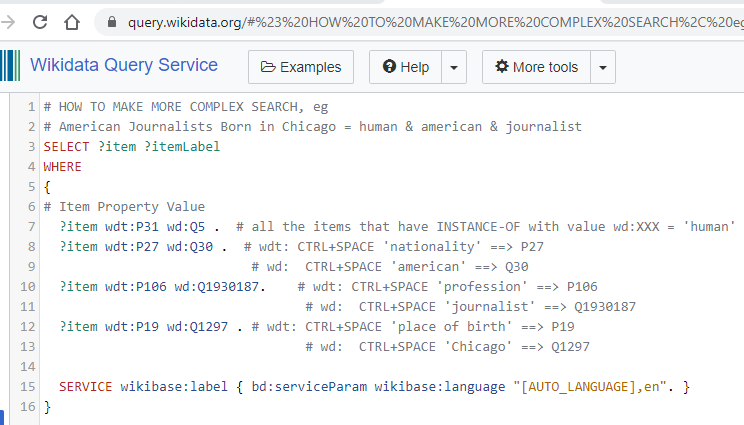 query.wikidata.org/#%23%20HOW%20TO%20MAKE%20MORE%20COMPLEX%20SEARCH%2C%20eg
Wikidata Query Service Examples Help More tools
1 # HOW TO MAKE MORE COMPLEX SEARCH, eg
2 # American Journalists Born in Chicago = human & american & journalist
3 SELECT ?item ?itemLabel
4 WHERE
5 {
6 # Item Property Value
7 ?item wdt:P31 wd:Q5 . # all the items that have INSTANCE-OF with value wd:XXX = 'human'
8 ?item wdt:P27 wd:Q30 . # wdt: CTRL+SPACE 'nationality' ==> P27
9 # wd: CTRL+SPACE 'american' ==> Q30
10 ?item wdt:P106 wd:Q1930187. # wdt: CTRL+SPACE 'profession' ==> P106
11 # wd: CTRL+SPACE 'journalist' ==> Q1930187
12 ?item wdt:P19 wd:Q1297 . # wdt: CTRL+SPACE 'place of birth' ==> P19
13 # wd: CTRL+SPACE 'Chicago' ==> Q1297
14
15 SERVICE wikibase:label { bd:serviceParam wikibase:language "[AUTO_LANGUAGE],en". }
16 }